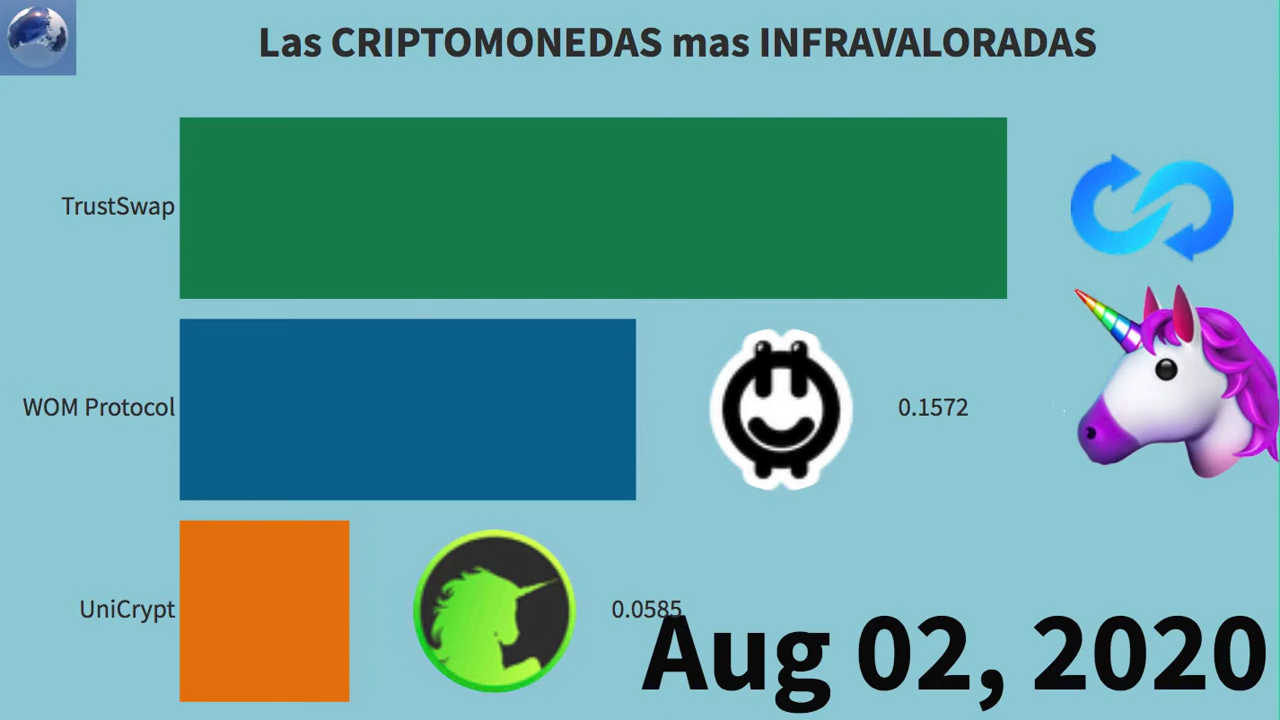 Las CRIPTOMONEDAS mas INFRAVALORADAS
TrustSwap
WOM Protocol
0.1572
UniCrypt
0.0585
Aug 02, 2020